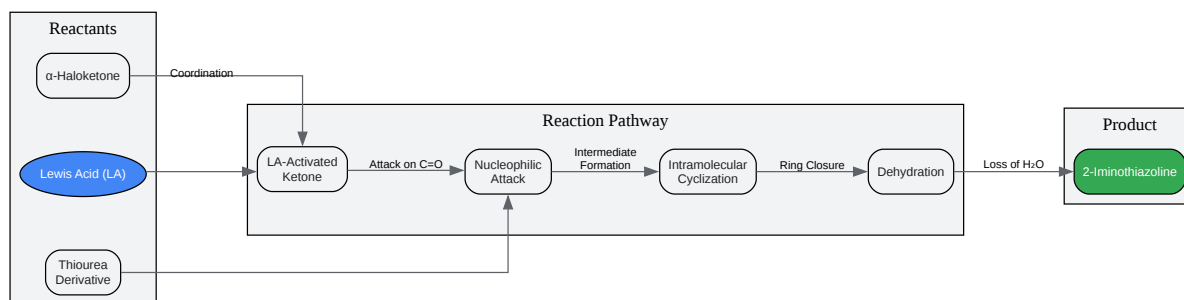 Reactants
α-Haloketone
Coordination
Lewis Acid (LA)
Thiourea
Derivative
Reaction Pathway
LA-Activated
Ketone
Attack on C=O
Nucleophilic
Attack
Intermediate
Formation
Intramolecular
Cyclization
Ring Closure
Dehydration
Loss of H₂O
Product
2-Iminothiazoline